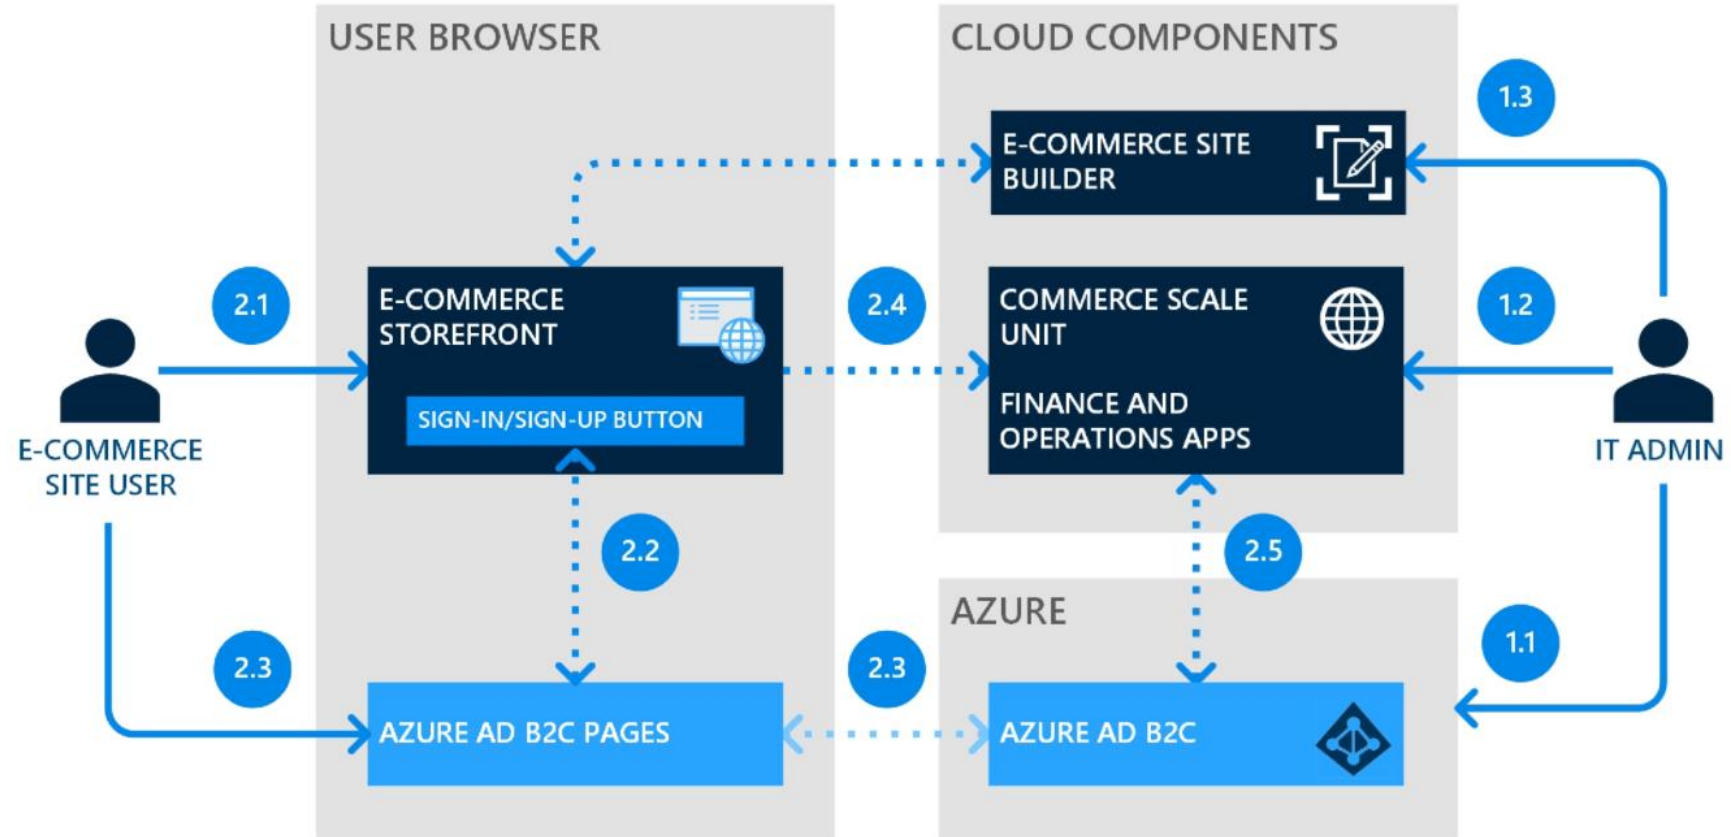 USER BROWSER
CLOUD COMPONENTS
1.3
E-COMMERCE SITE
BUILDER
2.1
E-COMMERCE
STOREFRONT
2.4
COMMERCE SCALE
UNIT
1.2
SIGN-IN/SIGN-UP BUTTON
FINANCE AND
OPERATIONS APPS
E-COMMERCE
SITE USER
IT ADMIN
2.2
2.5
AZURE
1.1
2.3
2.3
AZURE AD B2C PAGES
AZURE AD B2C